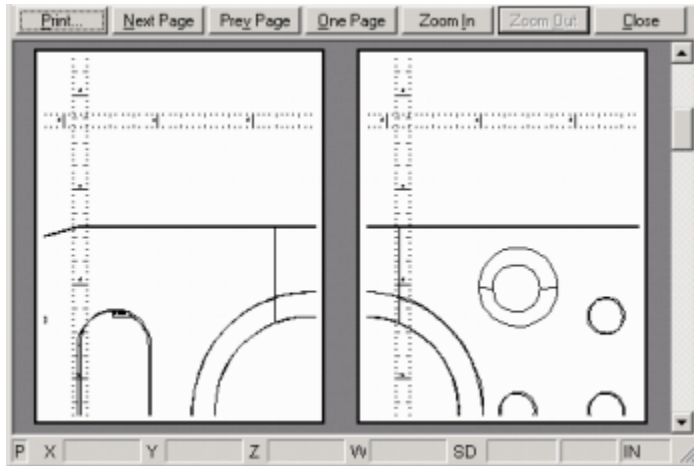 Print... Next Page Prev Page One Page Zoom In Zoom Out Close
P X Y Z W SD IN